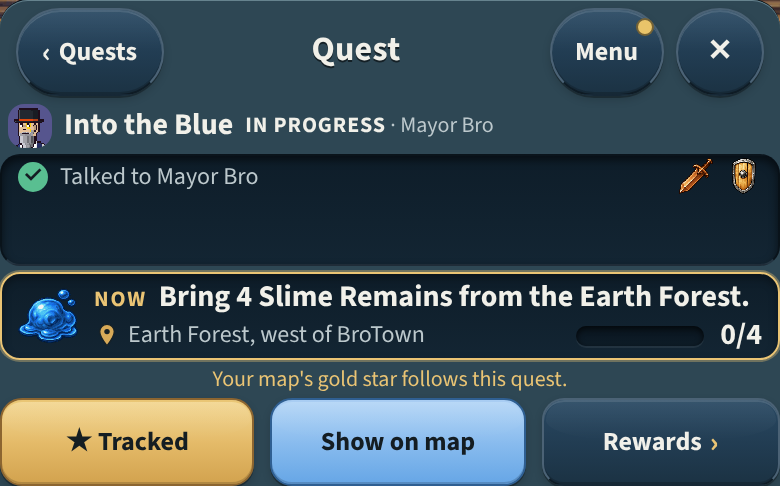 ‹ Quests
Quest
Menu
✕
Into the Blue IN PROGRESS · Mayor Bro
Talked to Mayor Bro
NOW Bring 4 Slime Remains from the Earth Forest.
Earth Forest, west of BroTown
0/4
Your map's gold star follows this quest.
★ Tracked
Show on map
Rewards ›